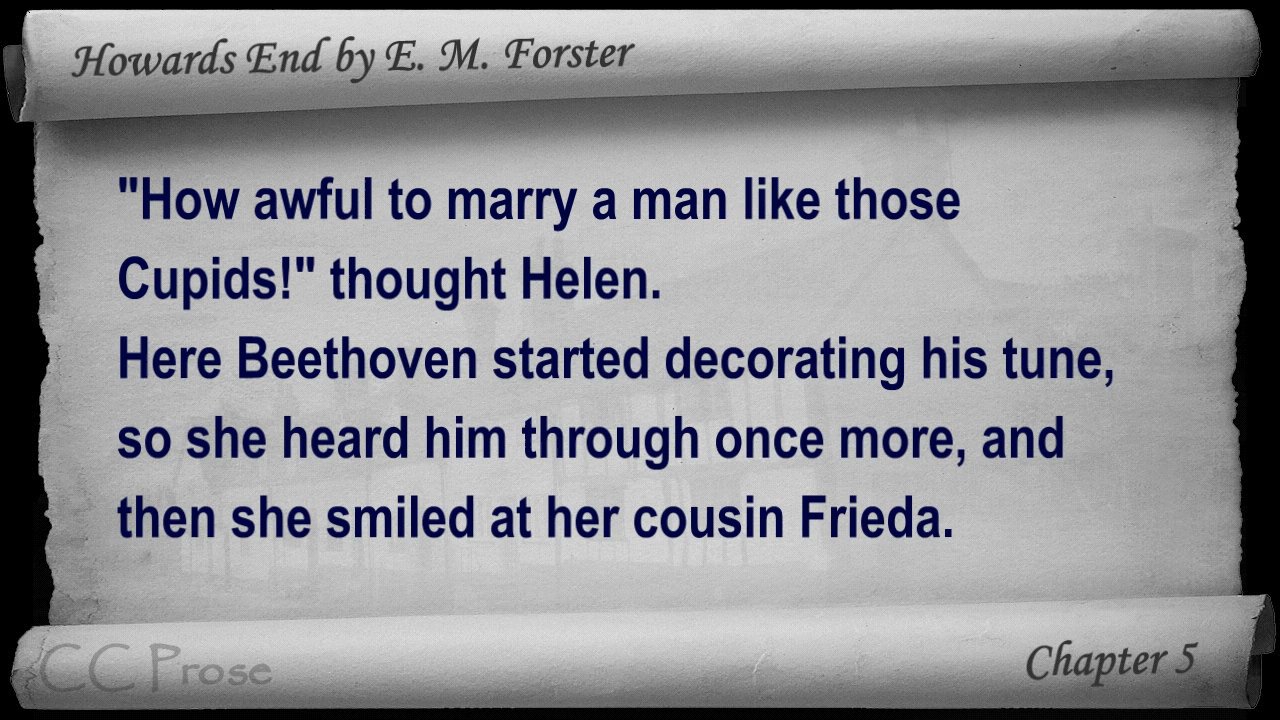 Howards End by E. M. Forster
"How awful to marry a man like those
Cupids!" thought Helen.
Here Beethoven started decorating his tune,
so she heard him through once more, and
then she smiled at her cousin Frieda.
CC Prose
Chapter 5